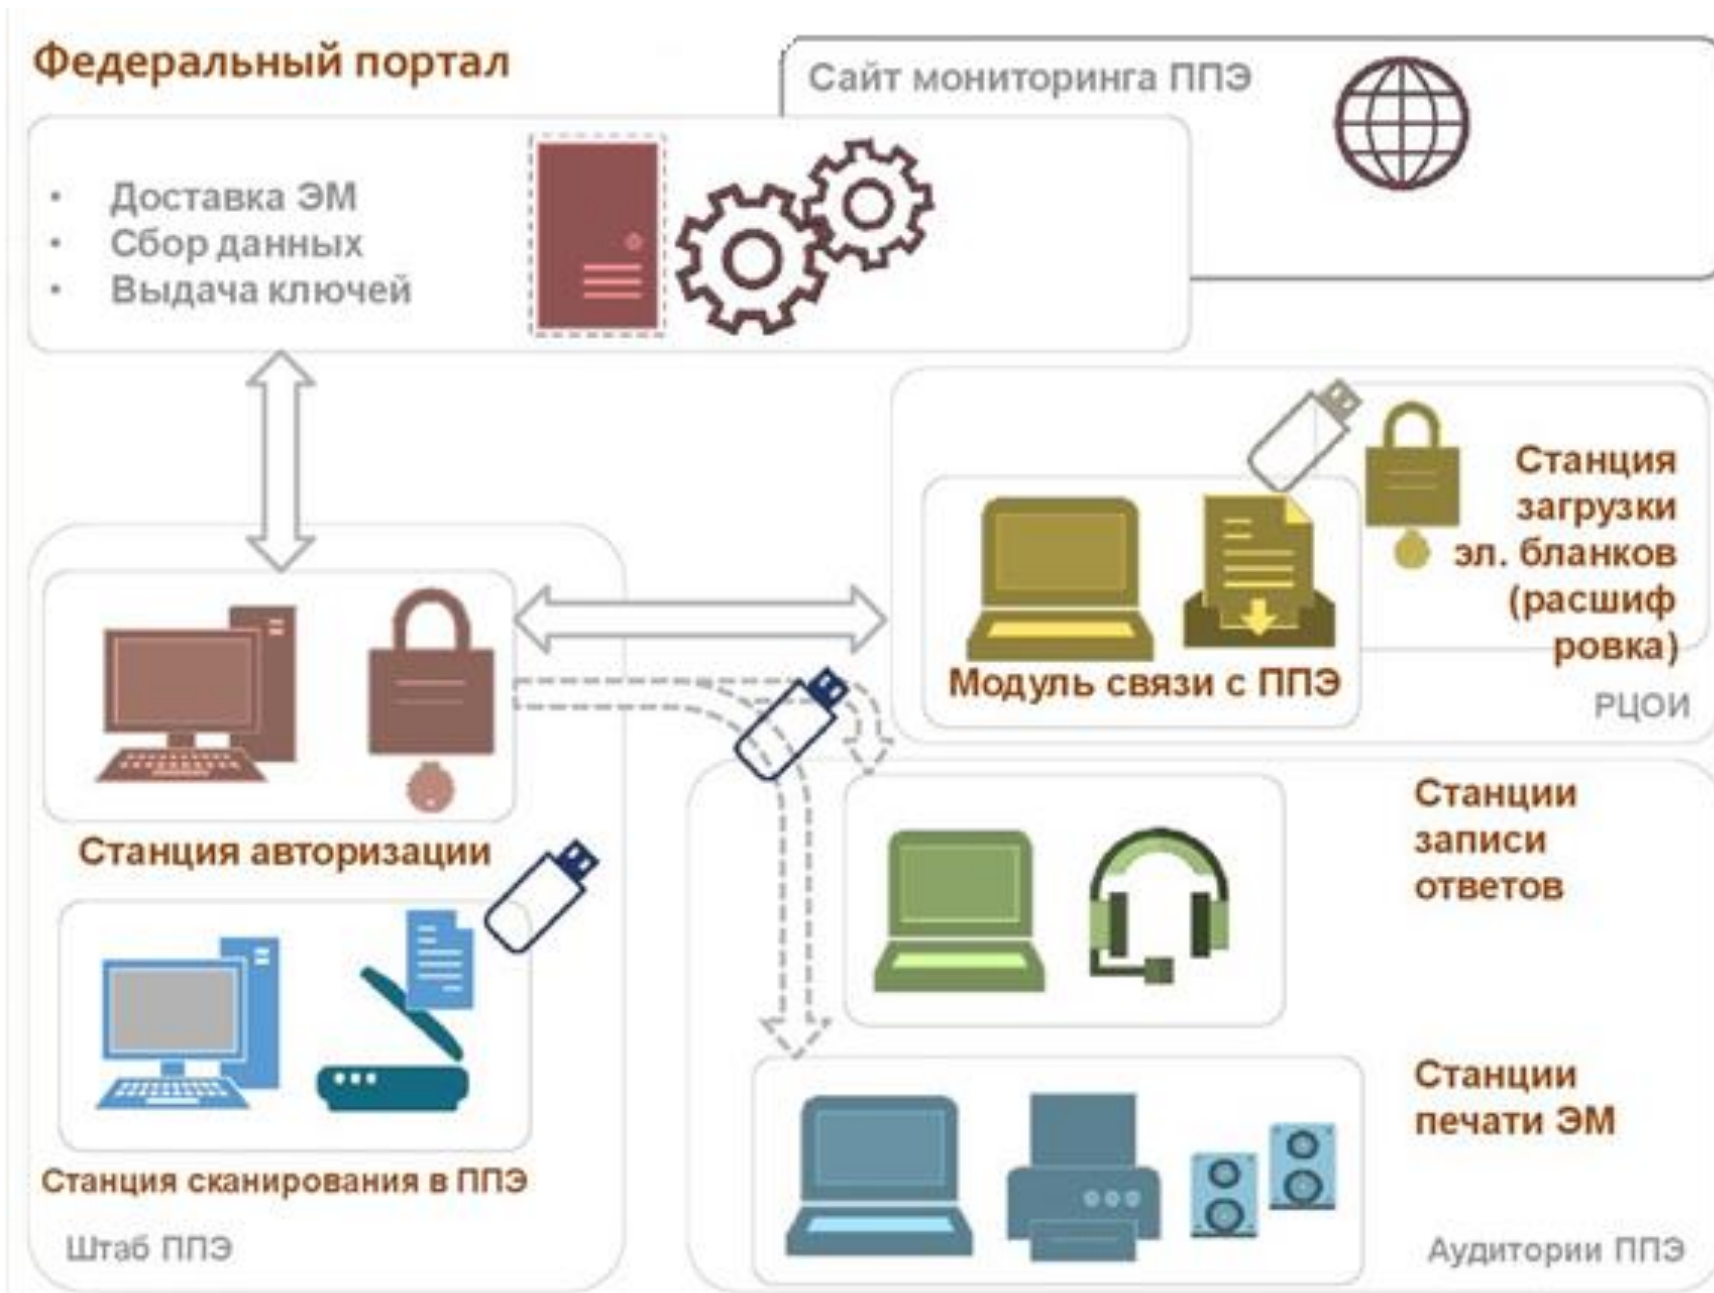 Федеральный портал
Сайт мониторинга ППЭ
• Доставка ЭМ
• Сбор данных
• Выдача ключей
Станция
загрузки
эл. бланков
(расшиф
ровка)
Модуль связи с ППЭ
РЦОИ
Станция авторизации
Станции
записи
ответов
Станции
печати ЭМ
Станция сканирования в ППЭ
Штаб ППЭ
Аудитории ППЭ